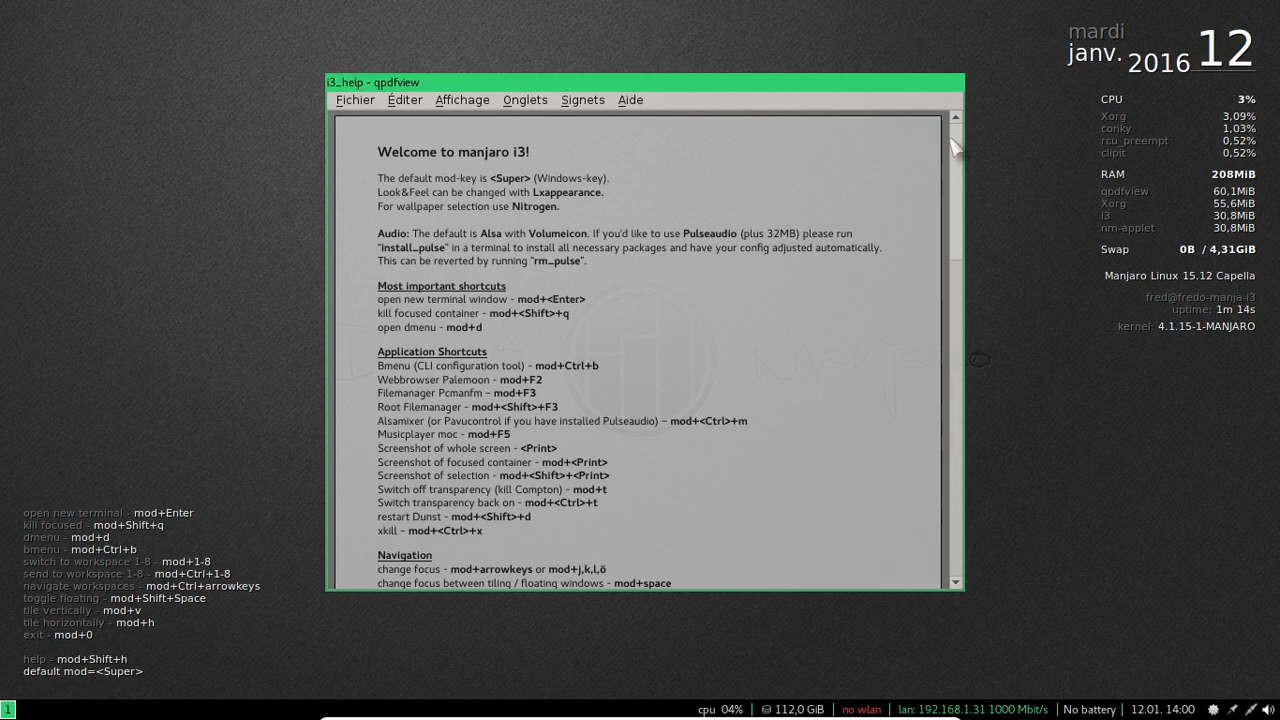 mardi
janv. 2016 12
i3_help - qpdfview
Fichier Éditer Affichage Onglets Signets Aide
Welcome to manjaro i3!
The default mod-key is <Super> (Windows-key).
Look&Feel can be changed with Lxappearance.
For wallpaper selection use Nitrogen.
Audio: The default is Alsa with Volumeicon. If you'd like to use Pulseaudio (plus 32MB) please run
"install_pulse" in a terminal to install all necessary packages and have your config adjusted automatically.
This can be reverted by running "rm_pulse".
Most important shortcuts
open new terminal window - mod+<Enter>
kill focused container - mod+<Shift>+q
open dmenu - mod+d
Application Shortcuts
Bmenu (CLI configuration tool) - mod+Ctrl+b
Webbrowser Palemoon - mod+F2
Filemanager Pcmanfm - mod+F3
Root Filemanager - mod+<Shift>+F3
Alsamixer (or Pavucontrol if you have installed Pulseaudio) – mod+<Ctrl>+m
Musicplayer moc - mod+F5
Screenshot of whole screen - <Print>
Screenshot of focused container - mod+<Print>
Screenshot of selection - mod+<Shift>+<Print>
Switch off transparency (kill Compton) - mod+t
Switch transparency back on - mod+<Ctrl>+t
restart Dunst - mod+<Shift>+d
xkill – mod+<Ctrl>+x
Navigation
change focus - mod+arrowkeys or mod+j,k,l,ö
change focus between tiling / floating windows - mod+space
CPU 3%
Xorg 3,09%
conky 1,03%
rcu_preempt 0,52%
clipit 0,52%
RAM 208MiB
qpdfview 60,1MiB
Xorg 55,6MiB
i3 30,8MiB
nm-applet 30,8MiB
Swap 0B / 4,31GiB
Manjaro Linux 15.12 Capella
fred@fredo-manja-i3
uptime: 1m 14s
kernel: 4.1.15-1-MANJARO
open new terminal - mod+Enter
kill focused - mod+Shift+q
dmenu - mod+d
bmenu - mod+Ctrl+b
switch to workspace 1-8 - mod+1-8
send to workspace 1-8 - mod+Ctrl+1-8
navigate workspaces - mod+Ctrl+arrowkeys
toggle floating - mod+Shift+Space
tile vertically - mod+v
tile horizontally - mod+h
exit - mod+0
help - mod+Shift+h
default mod=<Super>
1 cpu 04% 112,0 GiB no wlan lan: 192.168.1.31 1000 Mbit/s No battery 12.01. 14:00